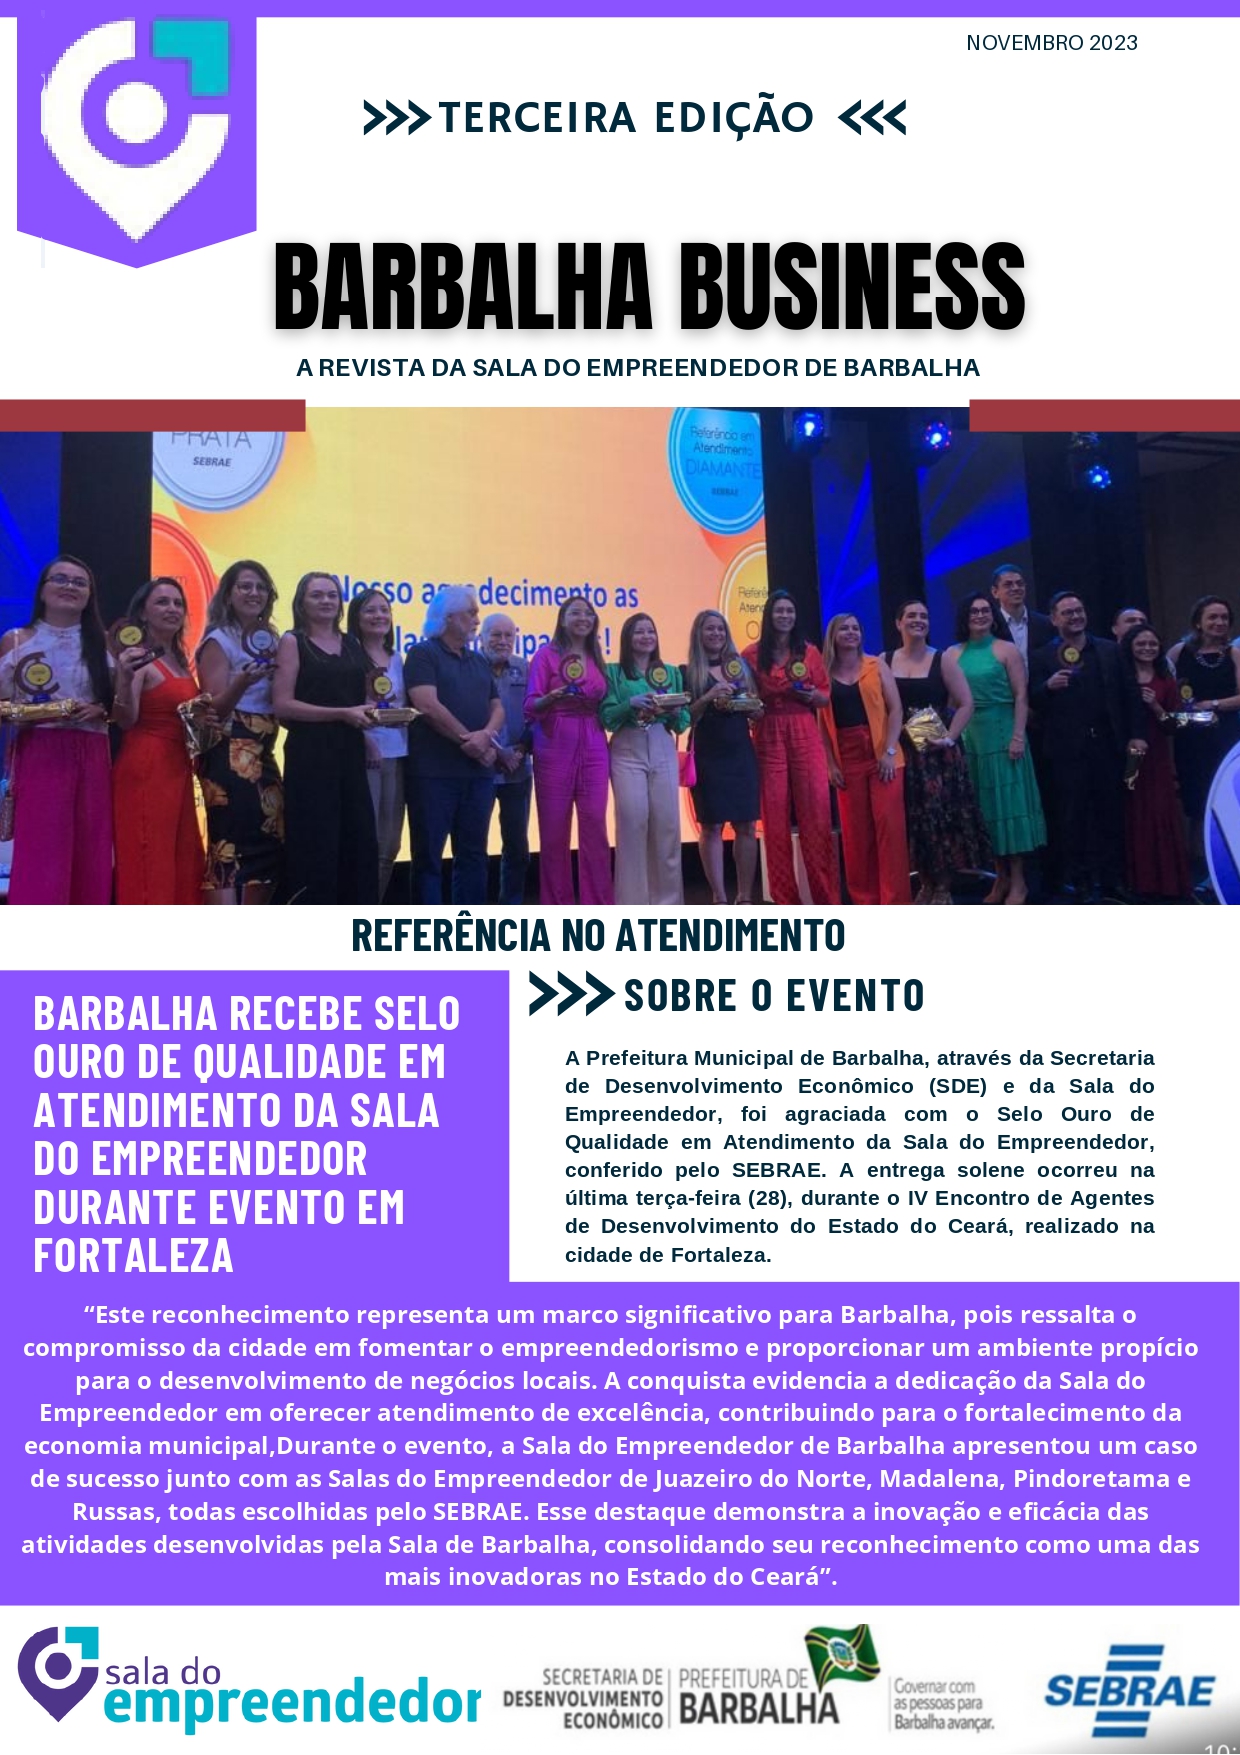 NOVEMBRO 2023
>>>TERCEIRA EDIÇÃO <<<
BARBALHA BUSINESS
A REVISTA DA SALA DO EMPREENDEDOR DE BARBALHA
PRATA
SEBRAE
Referência em
Atendimento
DIAMANTE
SEBRAE
Nosso
as
REFERÊNCIA NO ATENDIMENTO
BARBALHA RECEBE SELO
OURO DE QUALIDADE EM
ATENDIMENTO DA SALA
DO EMPREENDEDOR
DURANTE EVENTO EM
FORTALEZA
>>> SOBRE O EVENTO
A Prefeitura Municipal de Barbalha, através da Secretaria
de Desenvolvimento Econômico (SDE) e da Sala do
Empreendedor, foi agraciada com o Selo Ouro de
Qualidade em Atendimento da Sala do Empreendedor,
conferido pelo SEBRAE. A entrega solene ocorreu na
última terça-feira (28), durante o IV Encontro de Agentes
de Desenvolvimento do Estado do Ceará, realizado na
cidade de Fortaleza.
“Este reconhecimento representa um marco significativo para Barbalha, pois ressalta o
compromisso da cidade em fomentar o empreendedorismo e proporcionar um ambiente propício
para o desenvolvimento de negócios locais. A conquista evidencia a dedicação da Sala do
Empreendedor em oferecer atendimento de excelência, contribuindo para o fortalecimento da
economia municipal,Durante o evento, a Sala do Empreendedor de Barbalha apresentou um caso
de sucesso junto com as Salas do Empreendedor de Juazeiro do Norte, Madalena, Pindoretama e
Russas, todas escolhidas pelo SEBRAE. Esse destaque demonstra a inovação e eficácia das
atividades desenvolvidas pela Sala de Barbalha, consolidando seu reconhecimento como uma das
mais inovadoras no Estado do Ceará”.
sala do
empreendedor
SECRETARIA DE
DESENVOLVIMENTO
ECONÔMICO
PREFEITURA DE
BARBALHA
Governar com
as pessoas para
Barbalha avançar.
SEBRAE